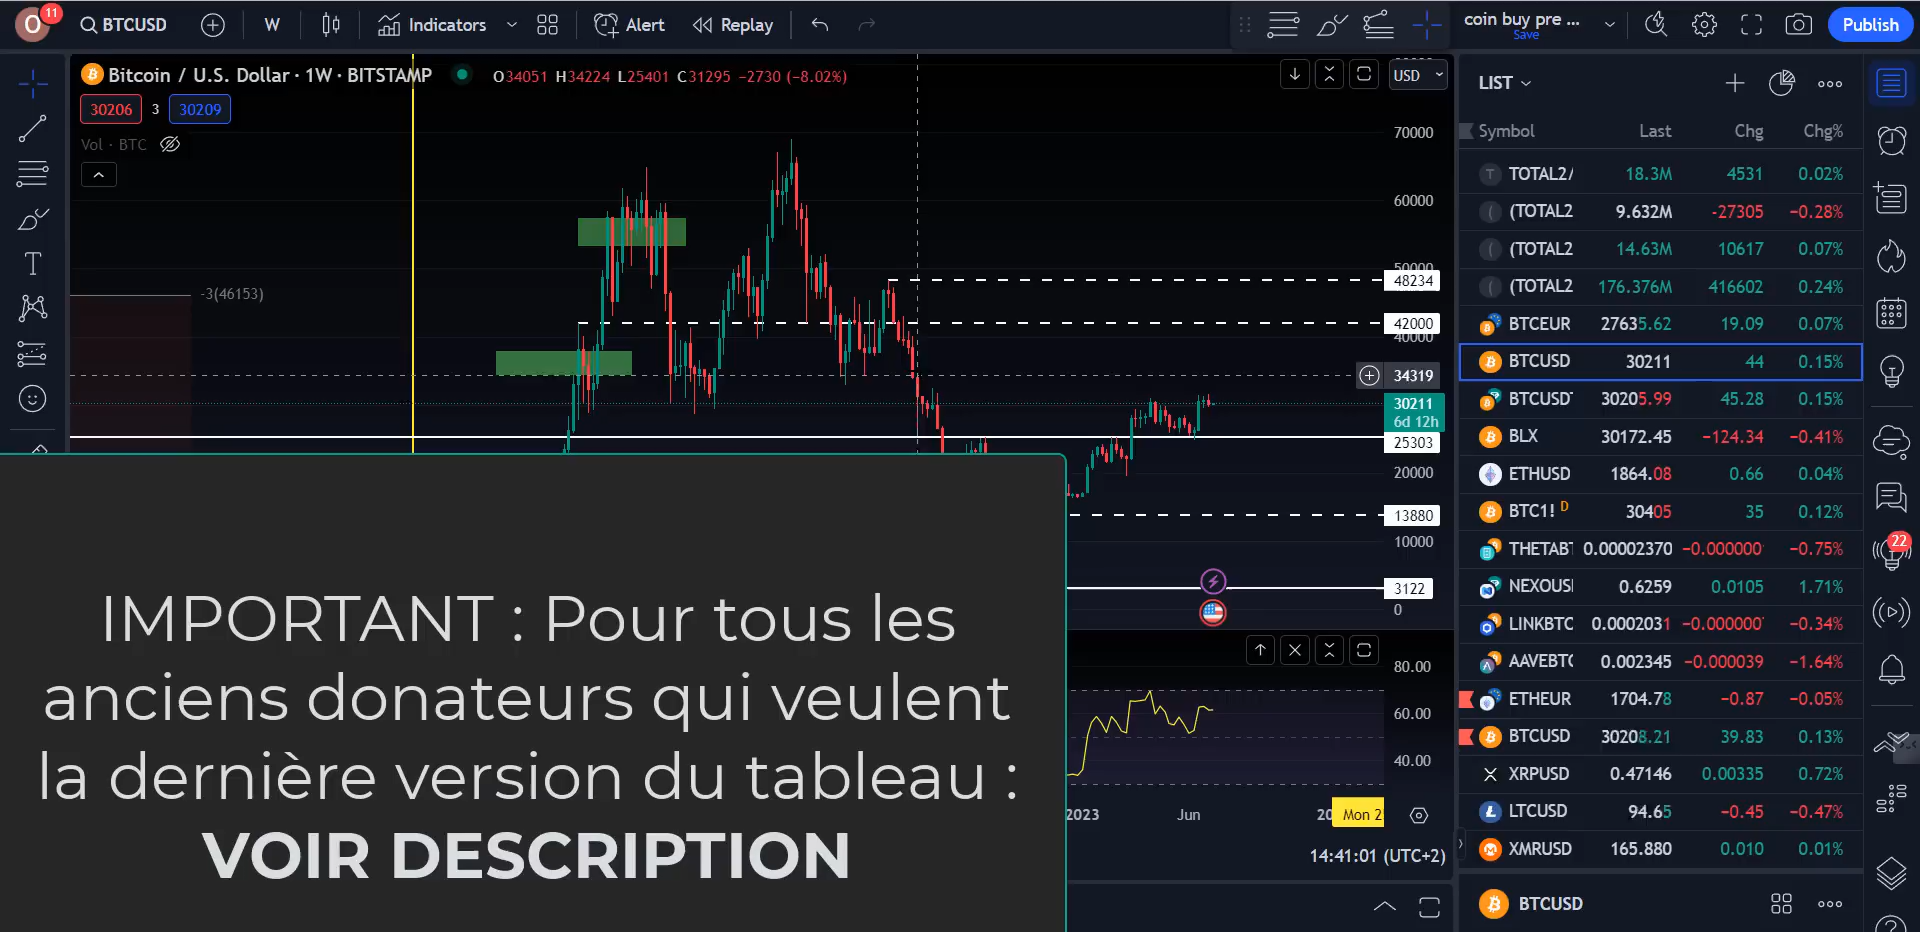 O 11 BTCUSD W Indicators Alert Replay coin buy pre ... Save Publish
Bitcoin / U.S. Dollar · 1W · BITSTAMP O34051 H34224 L25401 C31295 −2730 (−8.02%) USD
30206 3 30209
Vol · BTC
-3(46153)
70000
60000
50000
48234
42000
40000
34319
30211
6d 12h
25303
20000
13880
10000
3122
0
80.00
60.00
40.00
2023 Jun 20 Mon 2
14:41:01 (UTC+2)
IMPORTANT : Pour tous les
anciens donateurs qui veulent
la dernière version du tableau :
VOIR DESCRIPTION
LIST
Symbol Last Chg Chg%
TOTAL2/ 18.3M 4531 0.02%
(TOTAL2 9.632M -27305 −0.28%
(TOTAL2 14.63M 10617 0.07%
(TOTAL2 176.376M 416602 0.24%
BTCEUR 27635.62 19.09 0.07%
BTCUSD 30211 44 0.15%
BTCUSDT 30205.99 45.28 0.15%
BLX 30172.45 −124.34 −0.41%
ETHUSD 1864.08 0.66 0.04%
BTC1! D 30405 35 0.12%
THETABT 0.00002370 −0.000000 −0.75%
NEXOUSI 0.6259 0.0105 1.71%
LINKBTC 0.0002031 −0.000000 −0.34%
AAVEBTC 0.002345 −0.000039 −1.64%
ETHEUR 1704.78 −0.87 −0.05%
BTCUSD 30208.21 39.83 0.13%
XRPUSD 0.47146 0.00335 0.72%
LTCUSD 94.65 −0.45 −0.47%
XMRUSD 165.880 0.010 0.01%
BTCUSD
22